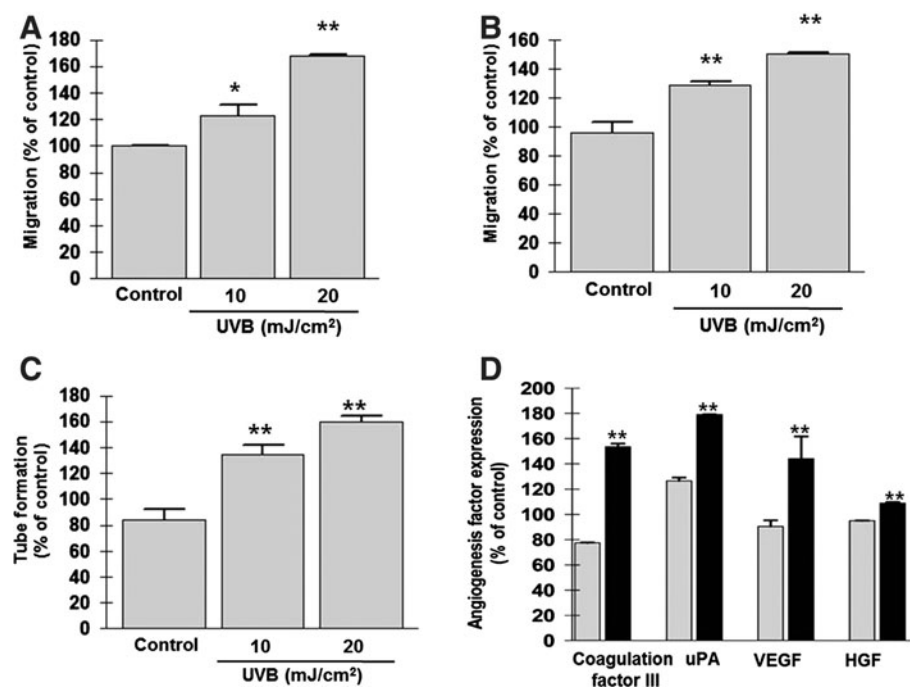 A
Migration (% of control)
180
160
140
120
100
80
60
40
20
0
*
**
Control
10
20
UVB (mJ/cm²)
B
Migration (% of control)
160
140
120
100
80
60
40
20
0
**
**
Control
10
20
UVB (mJ/cm²)
C
Tube formation
(% of control)
180
160
140
120
100
80
60
40
20
0
**
**
Control
10
20
UVB (mJ/cm²)
D
Angiogenesis factor expression
(% of control)
200
180
160
140
120
100
80
60
40
20
0
**
**
**
**
Coagulation
factor III
uPA
VEGF
HGF